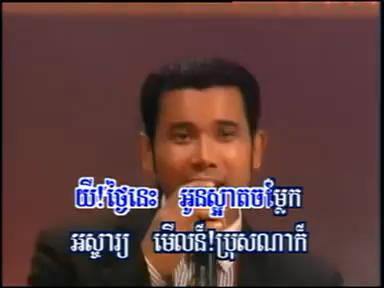 យី!ថ្ងៃនេះ អូនស្អាតចម្លែក
អស្ចារ្យ មើលន៏!ប្រុសណាក៏